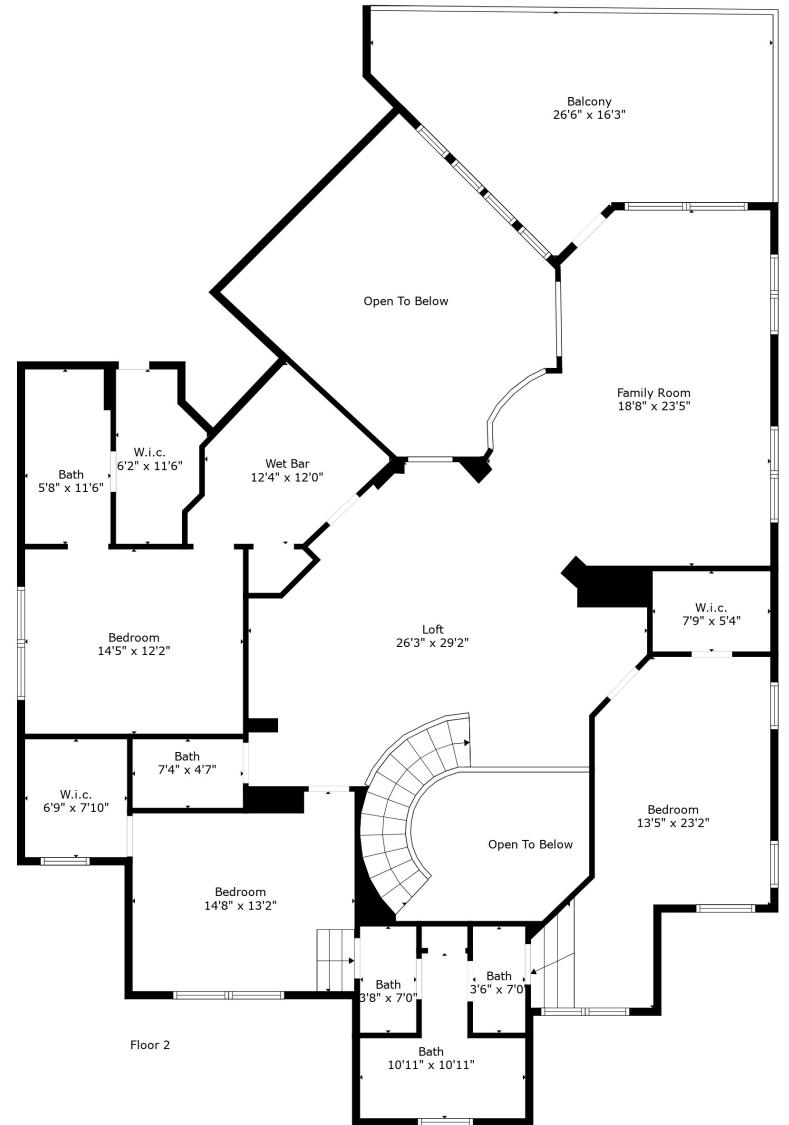 Balcony
26'6" x 16'3"
Open To Below
Family Room
18'8" x 23'5"
W.i.c.
6'2" x 11'6"
Wet Bar
12'4" x 12'0"
Bath
5'8" x 11'6"
W.i.c.
7'9" x 5'4"
Loft
26'3" x 29'2"
Bedroom
14'5" x 12'2"
Bath
7'4" x 4'7"
W.i.c.
6'9" x 7'10"
Bedroom
13'5" x 23'2"
Open To Below
Bedroom
14'8" x 13'2"
Bath
3'8" x 7'0"
Bath
3'6" x 7'0
Floor 2
Bath
10'11" x 10'11"